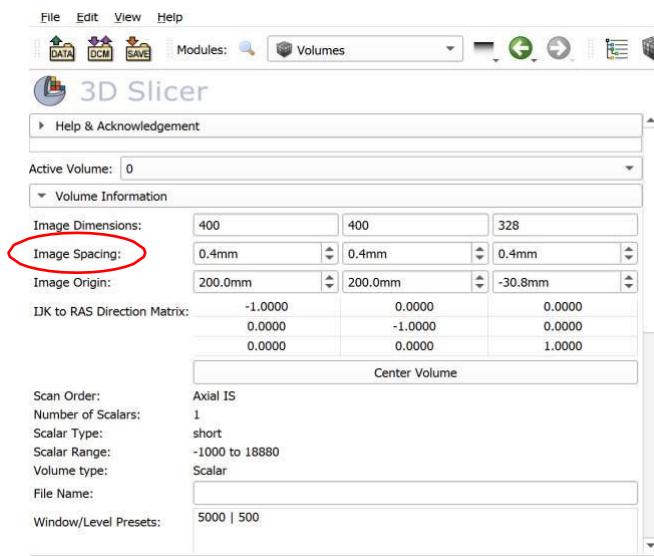 File Edit View Help
DATA DCM SAVE Modules: Volumes
3D Slicer
Help & Acknowledgement
Active Volume: 0
Volume Information
Image Dimensions: 400 400 328
Image Spacing: 0.4mm 0.4mm 0.4mm
Image Origin: 200.0mm 200.0mm -30.8mm
IJK to RAS Direction Matrix: -1.0000 0.0000 0.0000
0.0000 -1.0000 0.0000
0.0000 0.0000 1.0000
Center Volume
Scan Order: Axial IS
Number of Scalars: 1
Scalar Type: short
Scalar Range: -1000 to 18880
Volume type: Scalar
File Name:
Window/Level Presets: 5000 | 500